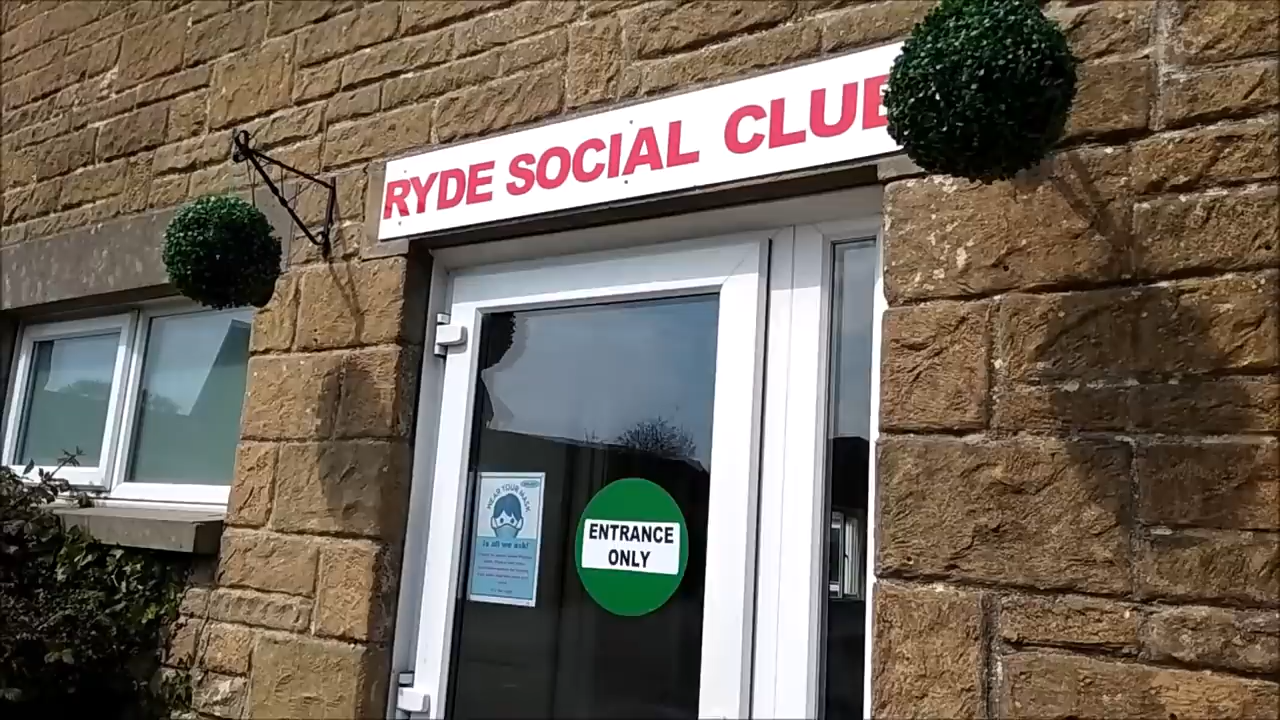 RYDE SOCIAL CLUB
WEAR YOUR MASK
Is all we ask!
ENTRANCE
ONLY